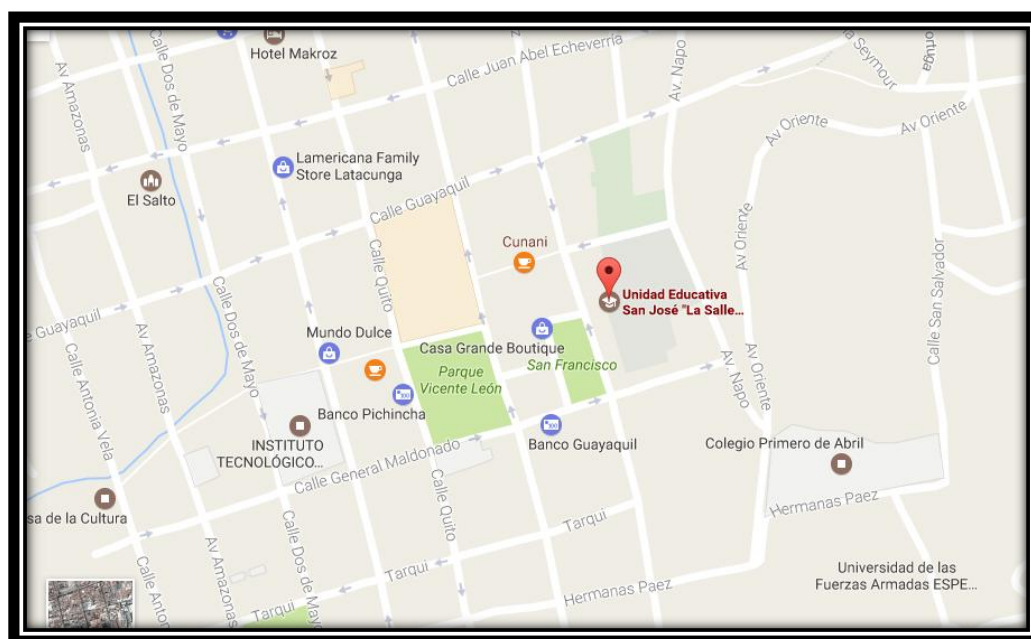 Hotel Makroz
Calle Juan Abel Echeverría
Av. Napo
Seymour
Av Amazonas
Calle Dos de Mayo
Av Oriente
Av Oriente
Lamericana Family
Store Latacunga
El Salto
Calle Guayaquil
Cunani
Av Oriente
Calle Quito
Unidad Educativa
San José "La Salle...
Calle San Salvador
Guayaquil
Calle Dos de Mayo
Mundo Dulce
Casa Grande Boutique
San Francisco
Parque
Vicente León
Av Amazonas
Calle Antonia Vela
Av. Napo
Av Oriente
Banco Pichincha
INSTITUTO
TECNOLÓGICO...
Banco Guayaquil
Colegio Primero de Abril
Calle General Maldonado
sa de la Cultura
Calle Quito
Tarqui
Hermanas Paez
Av Amazonas
Calle Dos de Mayo
Calle Anton
Tarqui
Universidad de las
Fuerzas Armadas ESPE...
Hermanas Paez
Tarqui